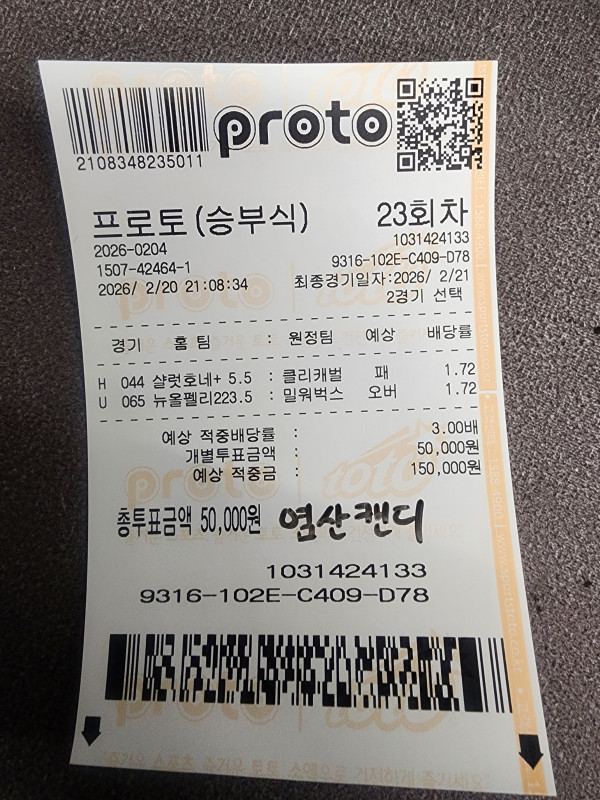 proto
2108348235011
프로토(승부식) 23회차
2026-0204 1031424133
1507-42464-1 9316-102E-C409-D78
2026/ 2/20 21:08:34 최종경기일자:2026/ 2/21
2경기 선택
경기 홈 팀 : 원정팀 예상 배당률
H 044 샬럿호네+ 5.5 : 클리캐벌 패 1.72
U 065 뉴올펠리223.5 : 밀워벅스 오버 1.72
예상 적중배당률 : 3.00배
개별투표금액 : 50,000원
예상 적중금 : 150,000원
총투표금액 50,000원 염산캔디
1031424133
9316-102E-C409-D78